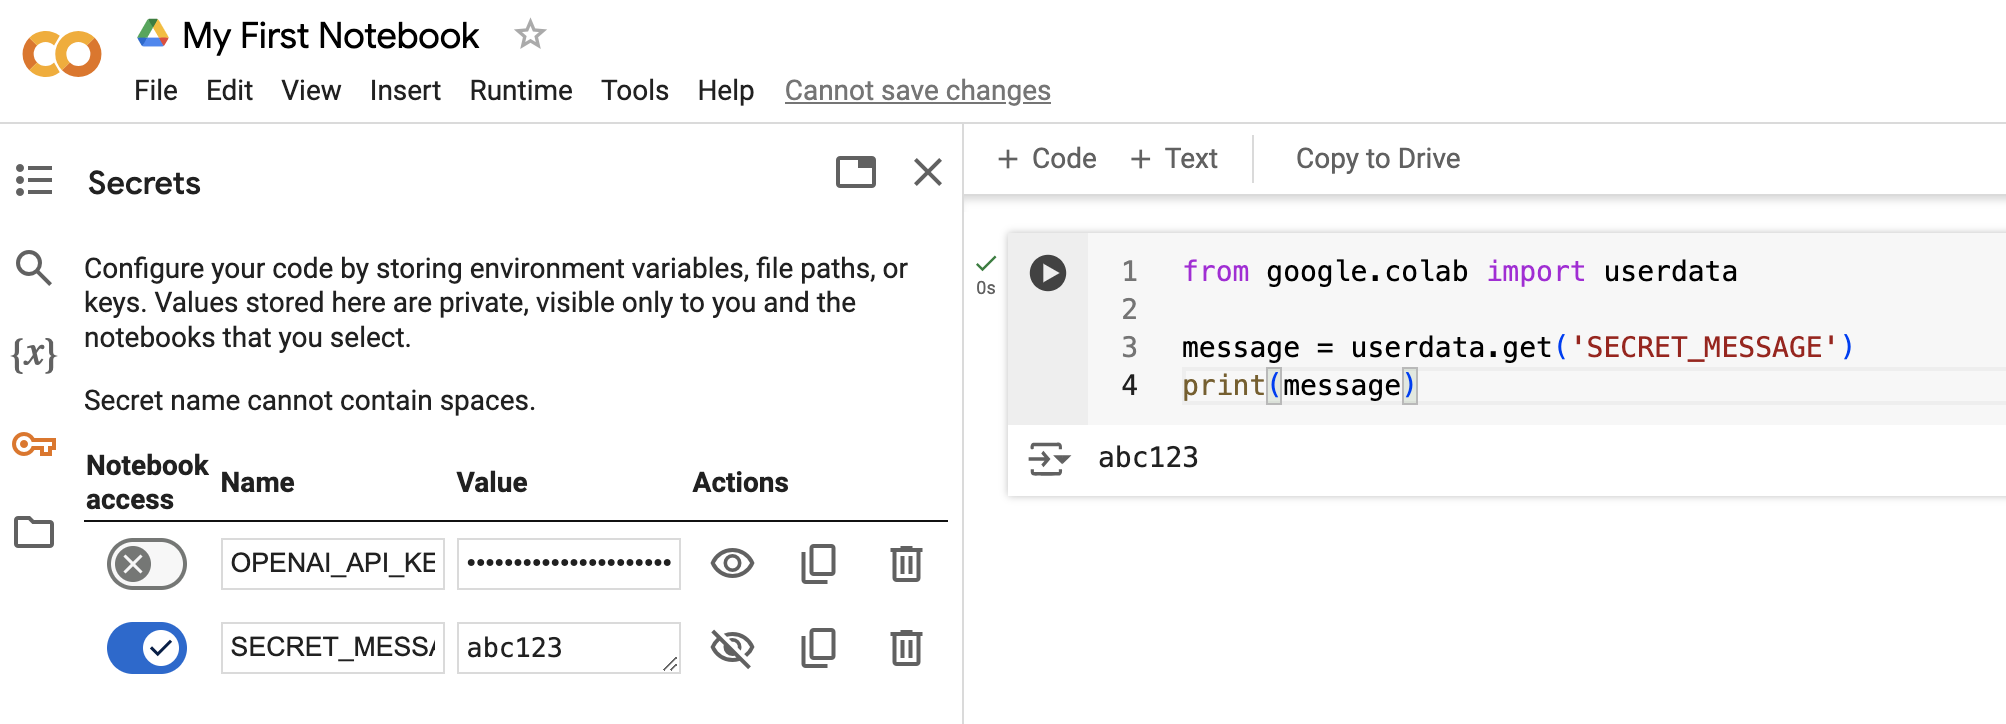 My First Notebook
File Edit View Insert Runtime Tools Help Cannot save changes
Secrets
Configure your code by storing environment variables, file paths, or
keys. Values stored here are private, visible only to you and the
notebooks that you select.
Secret name cannot contain spaces.
Notebook access Name Value Actions
OPENAI_API_KE ••••••••••••••••••••••
SECRET_MESSA abc123
+ Code + Text Copy to Drive
0s
1 from google.colab import userdata
2
3 message = userdata.get('SECRET_MESSAGE')
4 print(message)
abc123
{x}